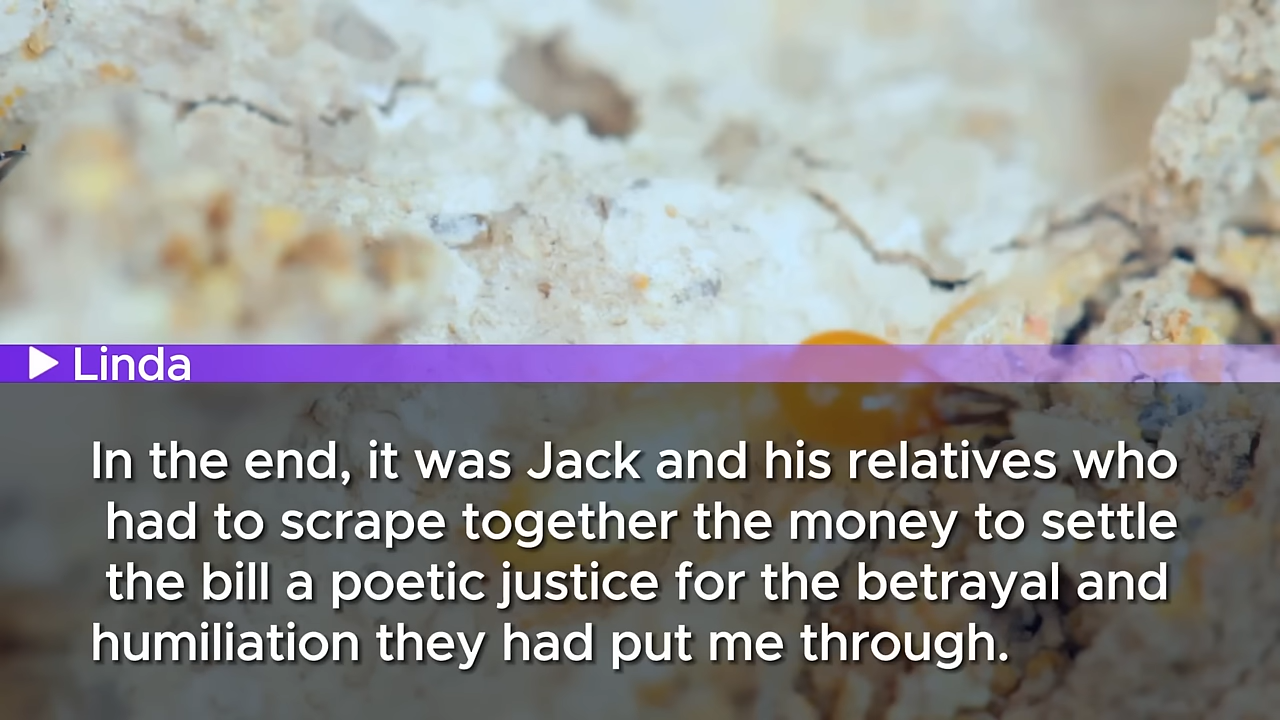 Linda
In the end, it was Jack and his relatives who
had to scrape together the money to settle
the bill a poetic justice for the betrayal and
humiliation they had put me through.